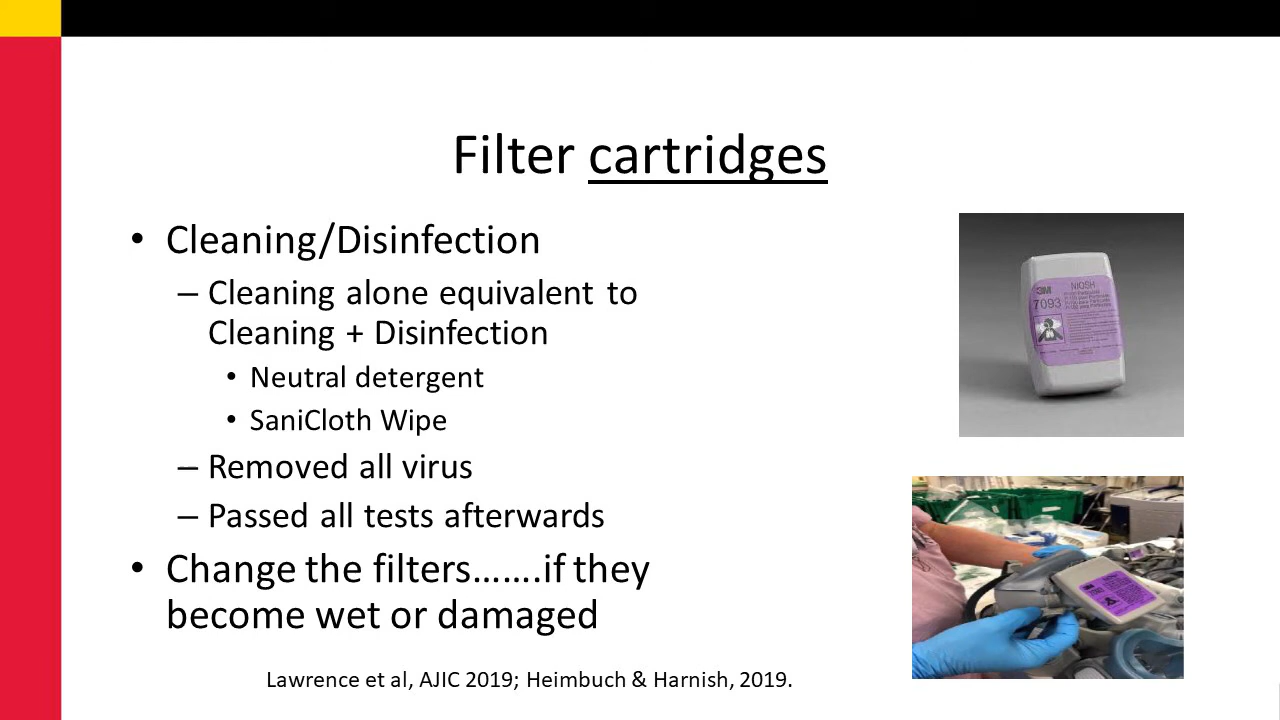 Filter cartridges
• Cleaning/Disinfection
– Cleaning alone equivalent to
Cleaning + Disinfection
• Neutral detergent
• SaniCloth Wipe
– Removed all virus
– Passed all tests afterwards
• Change the filters…….if they
become wet or damaged
Lawrence et al, AJIC 2019; Heimbuch & Harnish, 2019.
3M
NIOSH
7093